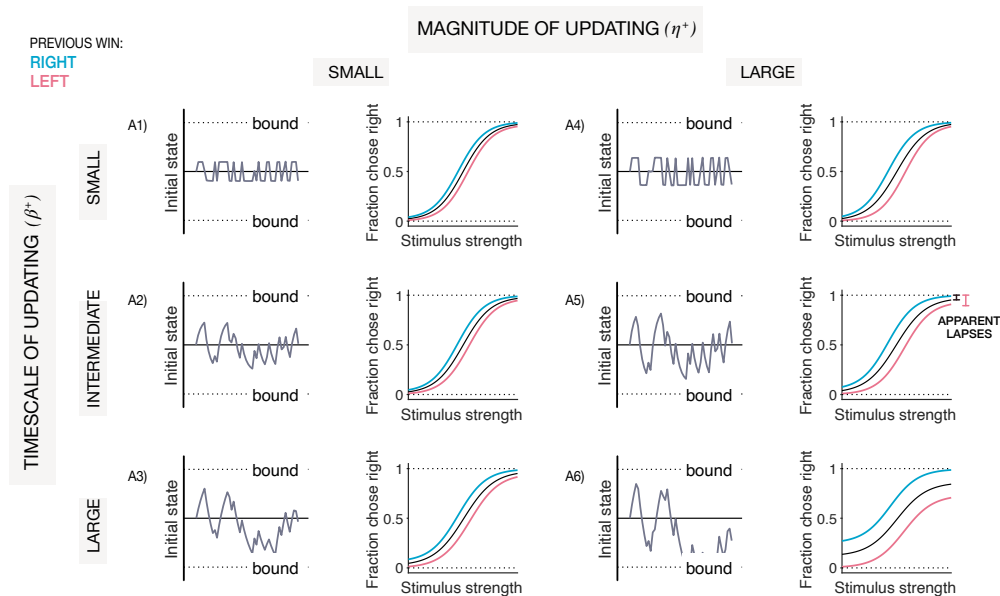 MAGNITUDE OF UPDATING (η⁺)
PREVIOUS WIN:
RIGHT
LEFT
SMALL
LARGE
TIMESCALE OF UPDATING (β⁺)
SMALL
A1)
Initial state
bound
bound
Fraction chose right
1
0.5
0
Stimulus strength
A4)
Initial state
bound
bound
Fraction chose right
1
0.5
0
Stimulus strength
INTERMEDIATE
A2)
Initial state
bound
bound
Fraction chose right
1
0.5
0
Stimulus strength
A5)
Initial state
bound
bound
Fraction chose right
1
0.5
0
Stimulus strength
APPARENT
LAPSES
LARGE
A3)
Initial state
bound
bound
Fraction chose right
1
0.5
0
Stimulus strength
A6)
Initial state
bound
bound
Fraction chose right
1
0.5
0
Stimulus strength